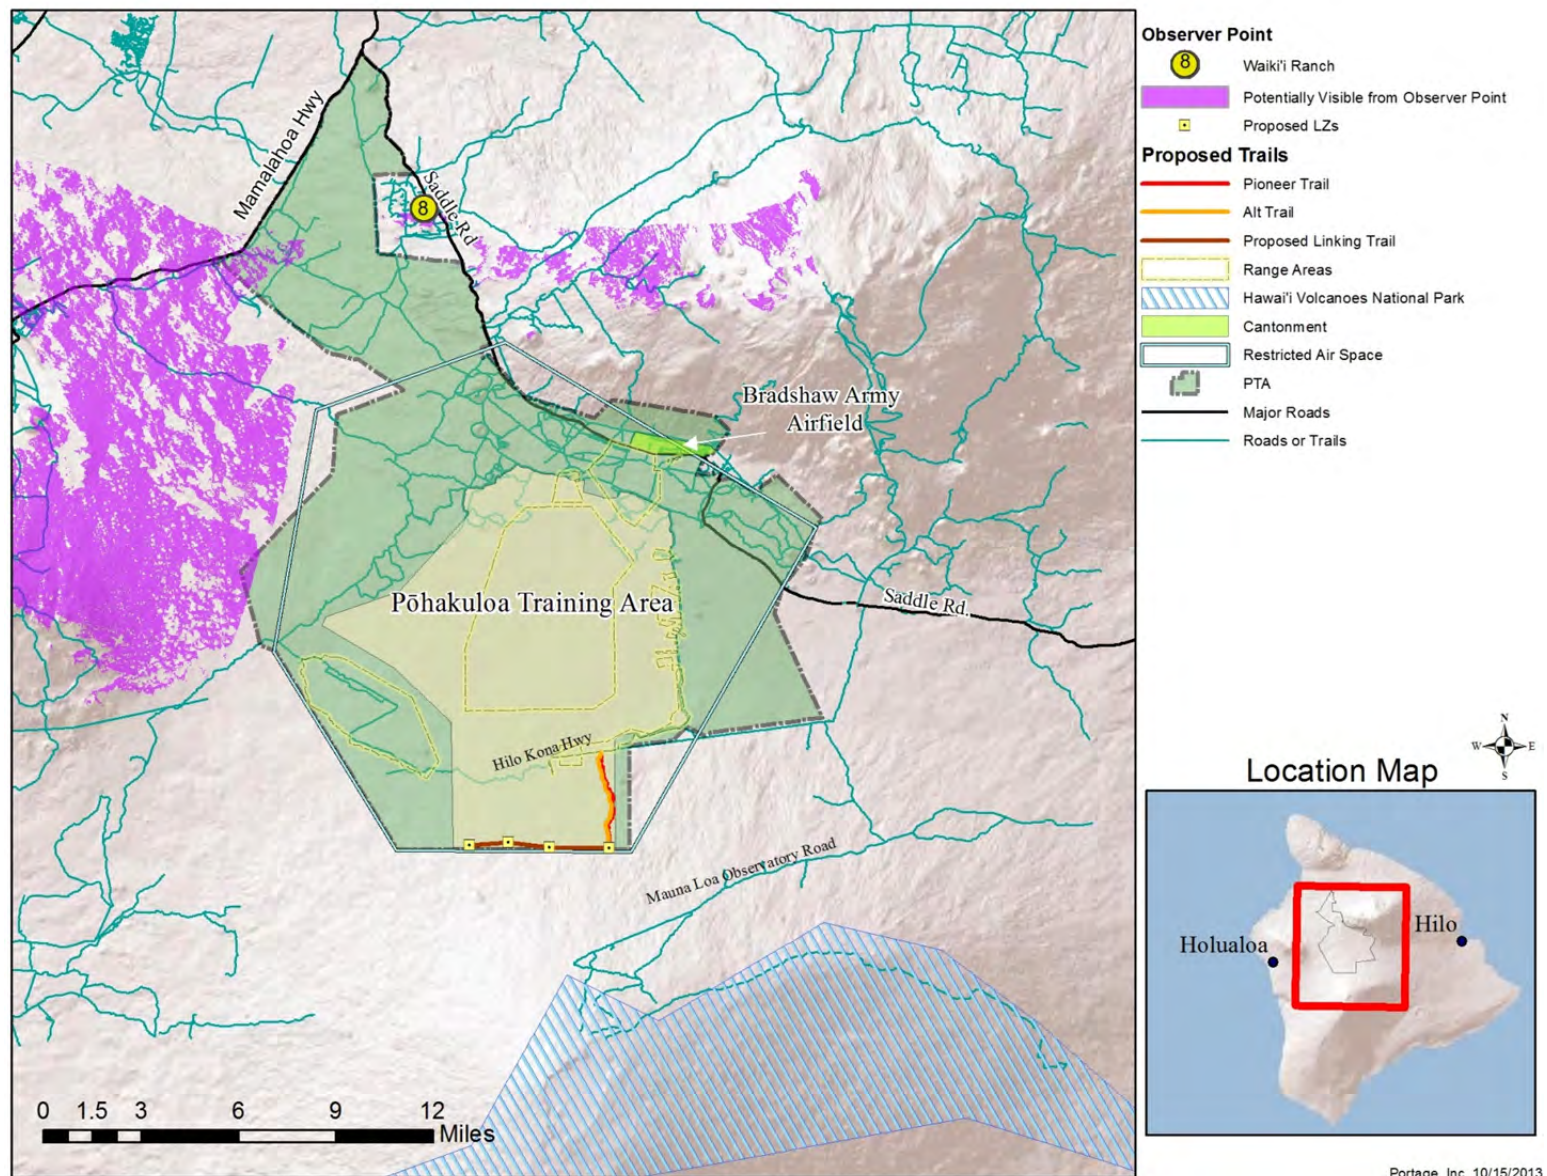 Mamalahoa Hwy
8
Saddle Rd
Bradshaw Army
Airfield
Pōhakuloa Training Area
Saddle Rd.
Hilo Kona Hwy
Mauna Loa Observatory Road
0 1.5 3 6 9 12
Miles
Observer Point
8 Waiki'i Ranch
Potentially Visible from Observer Point
Proposed LZs
Proposed Trails
Pioneer Trail
Alt Trail
Proposed Linking Trail
Range Areas
Hawai'i Volcanoes National Park
Cantonment
Restricted Air Space
PTA
Major Roads
Roads or Trails
N
W E
S
Location Map
Hilo
Holualoa
Portage, Inc. 10/15/2013